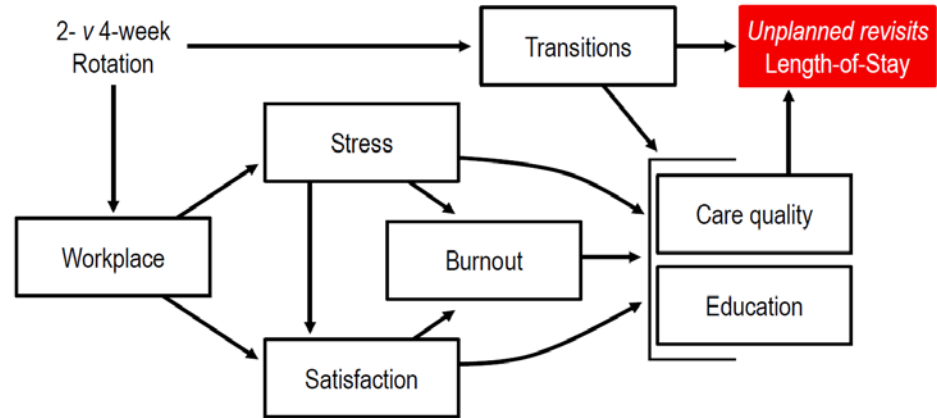 2- v 4-week
Rotation
Transitions
Unplanned revisits
Length-of-Stay
Stress
Workplace
Burnout
Care quality
Education
Satisfaction